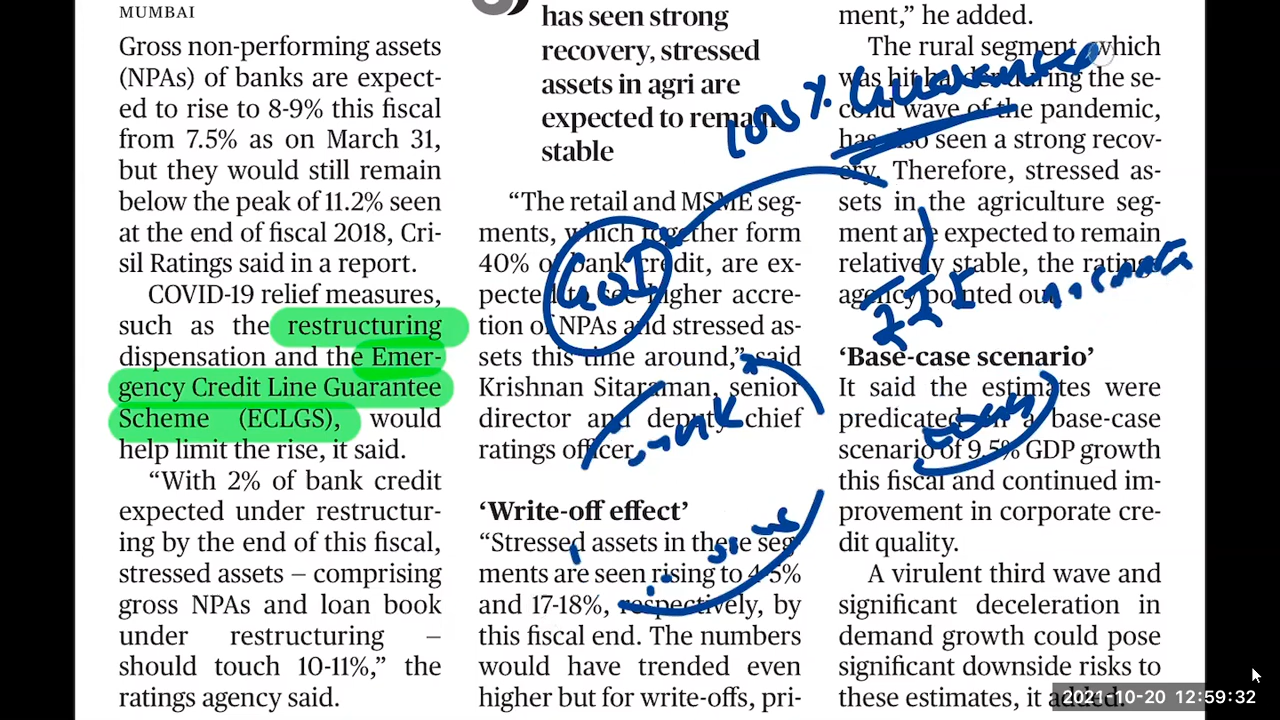 MUMBAI
Gross non-performing assets
(NPAs) of banks are expect-
ed to rise to 8-9% this fiscal
from 7.5% as on March 31,
but they would still remain
below the peak of 11.2% seen
at the end of fiscal 2018, Cri-
sil Ratings said in a report.
COVID-19 relief measures,
such as the restructuring
dispensation and the Emer-
gency Credit Line Guarantee
Scheme (ECLGS), would
help limit the rise, it said.
“With 2% of bank credit
expected under restructur-
ing by the end of this fiscal,
stressed assets – comprising
gross NPAs and loan book
under restructuring –
should touch 10-11%,” the
ratings agency said.
has seen strong
recovery, stressed
assets in agri are
expected to remain
stable
“The retail and MSME seg-
ments, which together form
40% of bank credit, are ex-
pected to see higher accre-
tion of NPAs and stressed as-
sets this time around,” said
Krishnan Sitaraman, senior
director and deputy chief
ratings officer.
‘Write-off effect’
“Stressed assets in these seg-
ments are seen rising to 4-5%
and 17-18%, respectively, by
this fiscal end. The numbers
would have trended even
higher but for write-offs, pri-
ment,” he added.
The rural segment, which
was hit harder during the se-
cond wave of the pandemic,
has also seen a strong recov-
ery. Therefore, stressed as-
sets in the agriculture seg-
ment are expected to remain
relatively stable, the ratings
agency pointed out.
‘Base-case scenario’
It said the estimates were
predicated on a base-case
scenario of 9.5% GDP growth
this fiscal and continued im-
provement in corporate cre-
dit quality.
A virulent third wave and
significant deceleration in
demand growth could pose
significant downside risks to
these estimates, it added.
100% Guarantee
GOI
2021-10-20 12:59:32